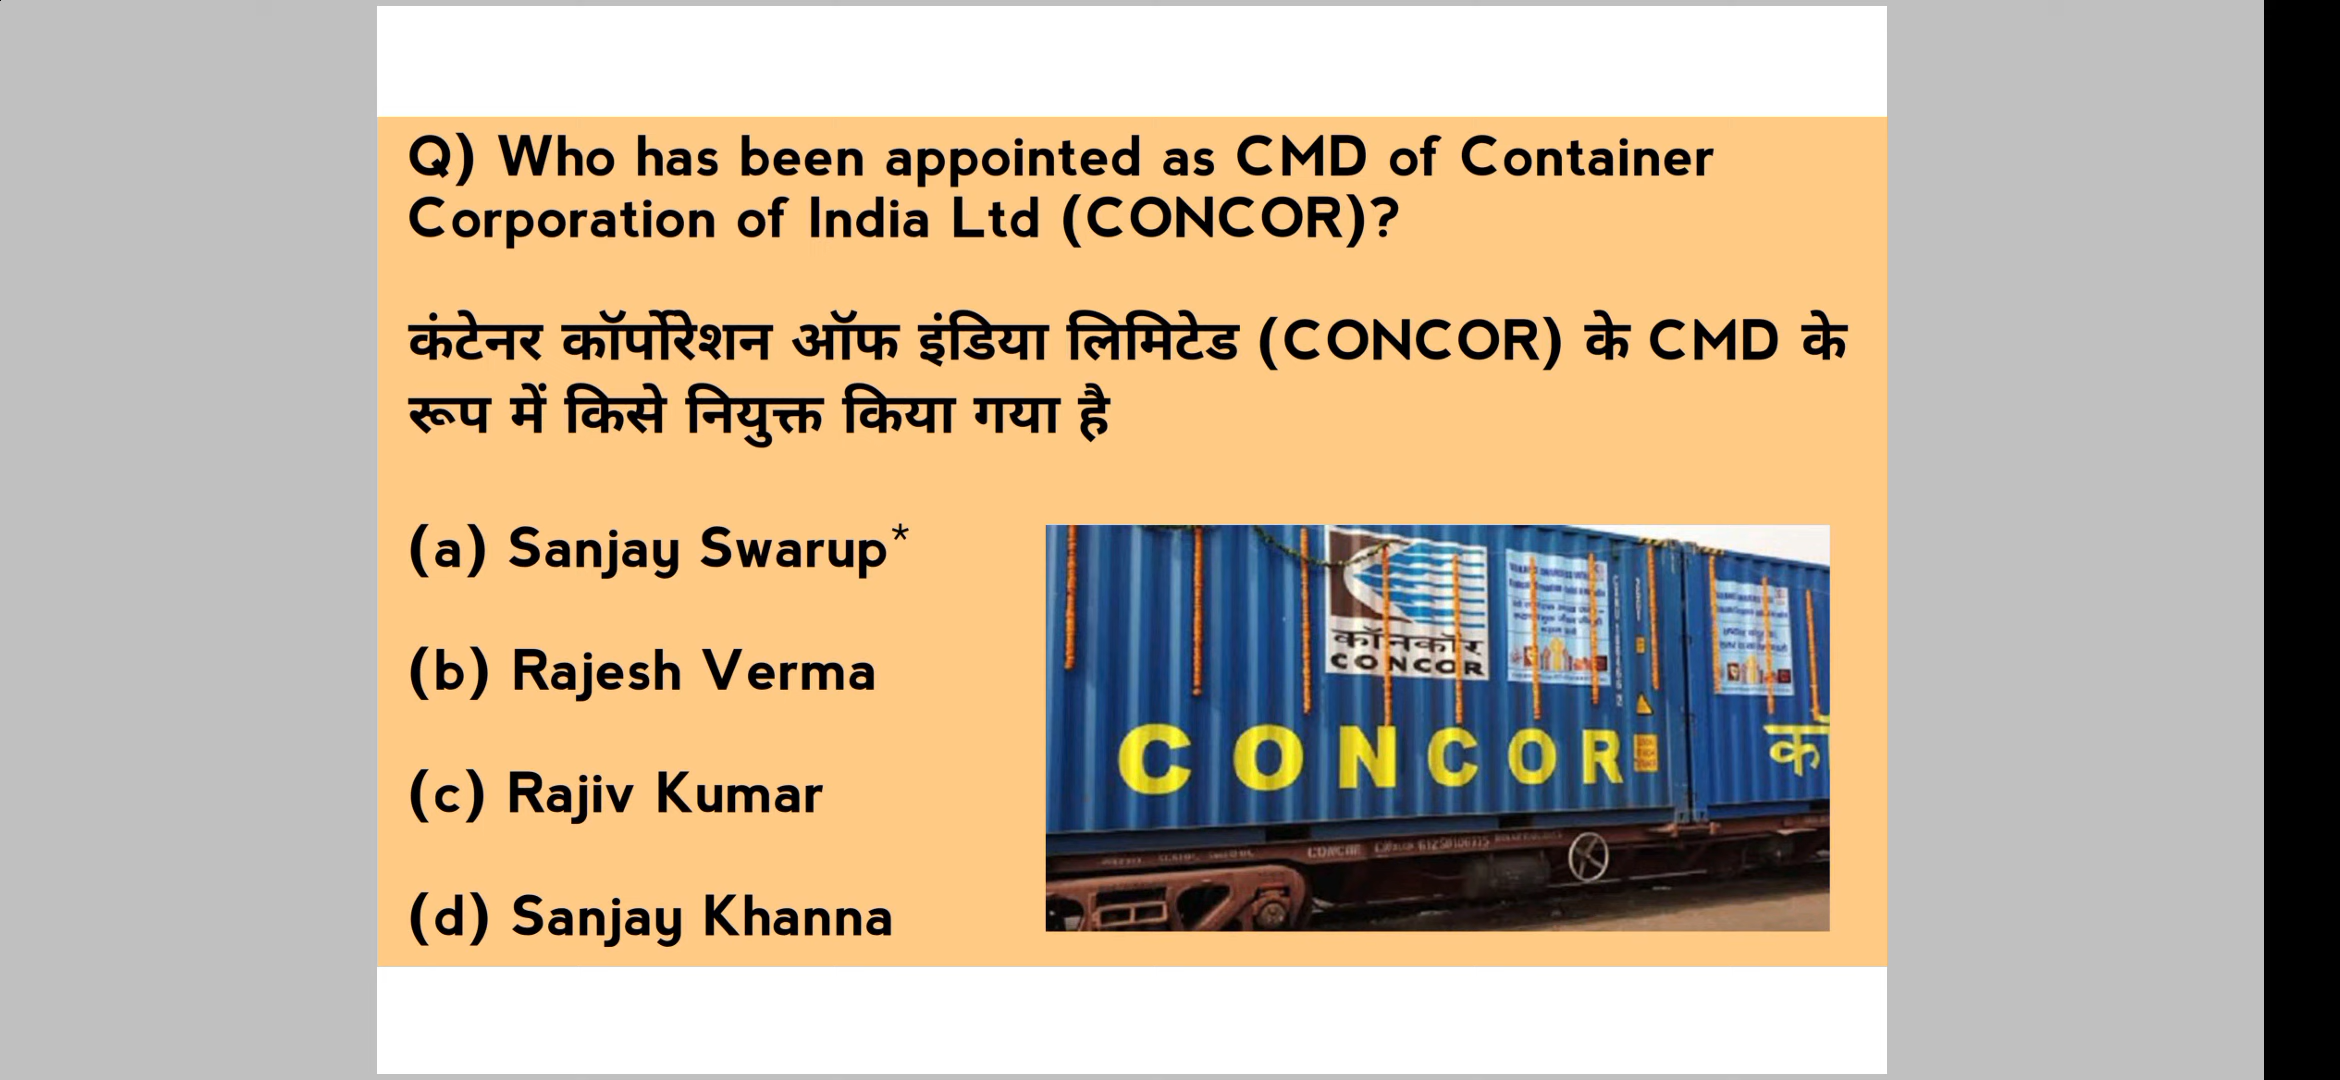 Q) Who has been appointed as CMD of Container
Corporation of India Ltd (CONCOR)?
कंटेनर कॉर्पोरेशन ऑफ इंडिया लिमिटेड (CONCOR) के CMD के
रूप में किसे नियुक्त किया गया है
(a) Sanjay Swarup*
(b) Rajesh Verma
(c) Rajiv Kumar
(d) Sanjay Khanna
कॉनकॉर
CONCOR
CONCOR
CONCOR